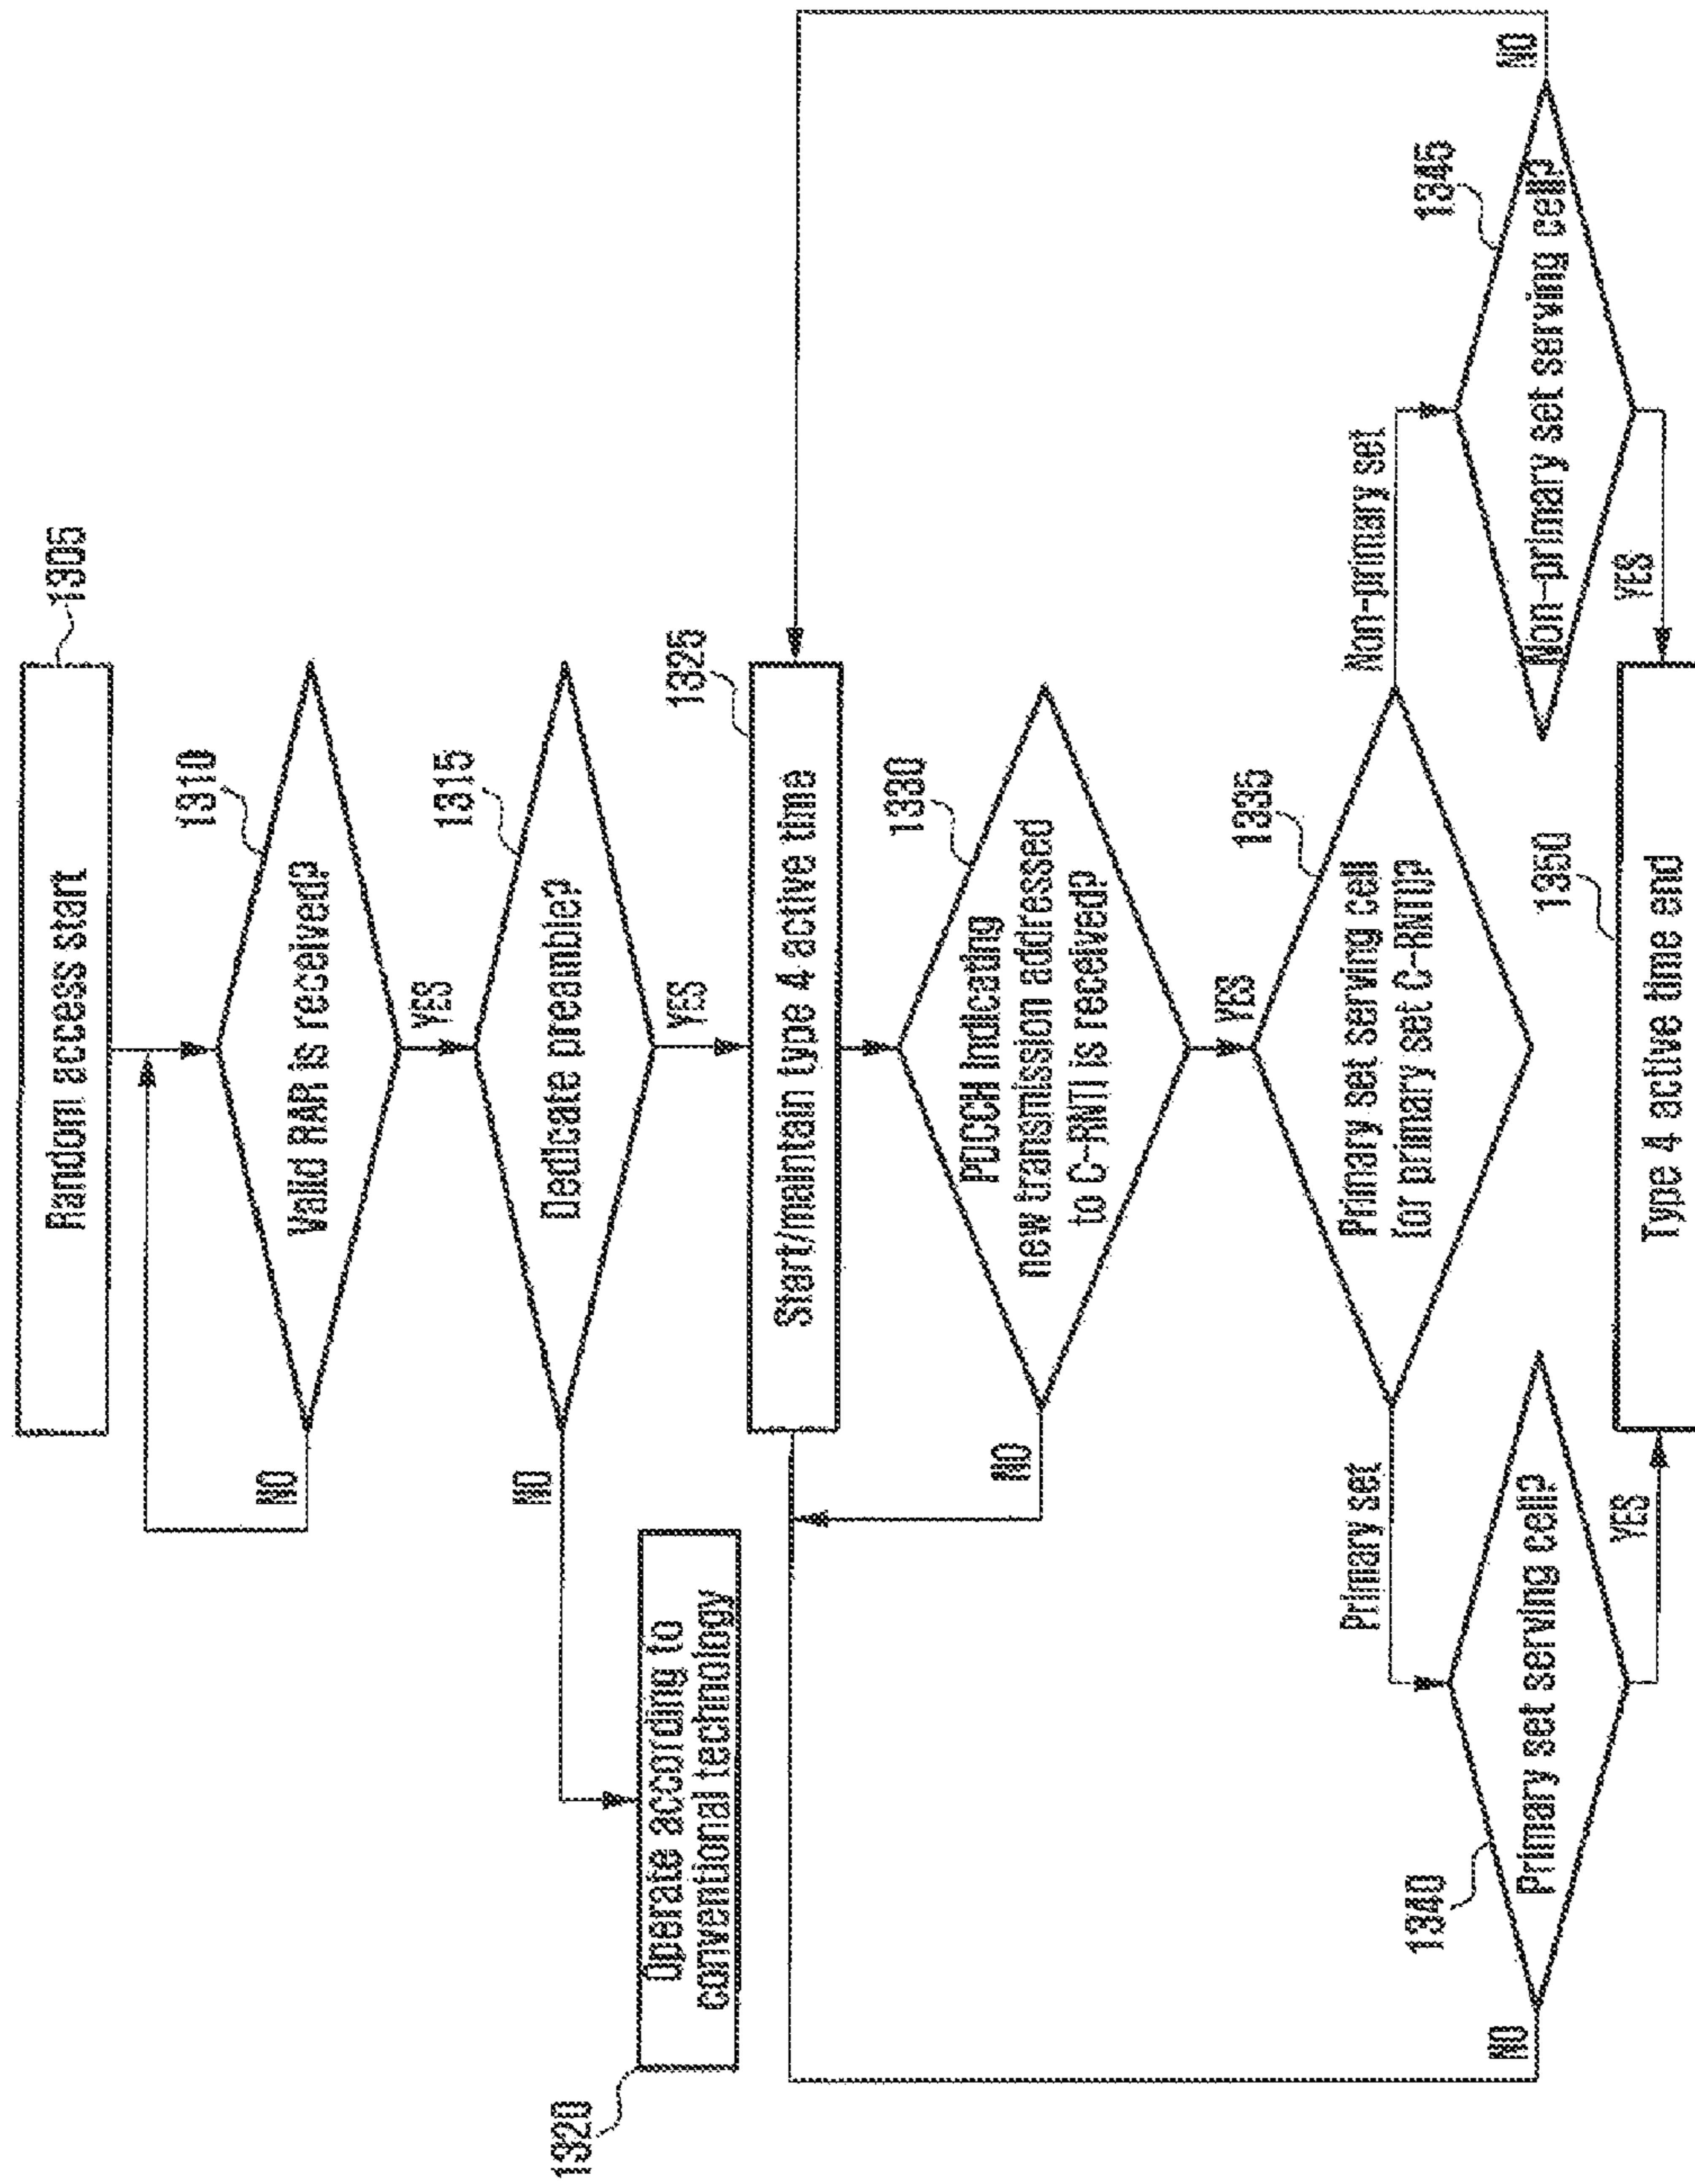 Random access start
1305
Valid RAR is received?
1310
NO
YES
Dedicate preamble?
1315
NO
YES
Operate according to
conventional technology
1320
Start/maintain type 4 active time
1325
PDCCH Indicating
new transmission addressed
to C-RNTI is received?
1330
NO
YES
Primary set serving cell
(or primary set C-RNTI)?
1335
Primary set
Non-primary set
Primary set serving cell?
1340
NO
YES
Non-primary set serving cell?
1345
NO
YES
Type 4 active time end
1350